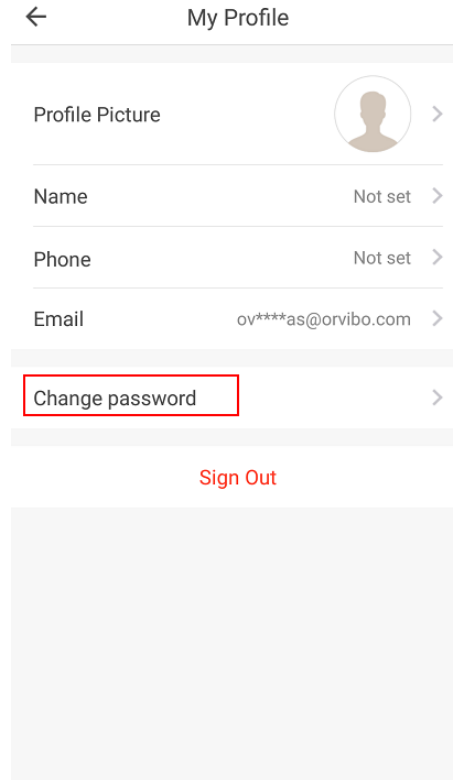 My Profile
Profile Picture
Name Not set
Phone Not set
Email ov****as@orvibo.com
Change password
Sign Out